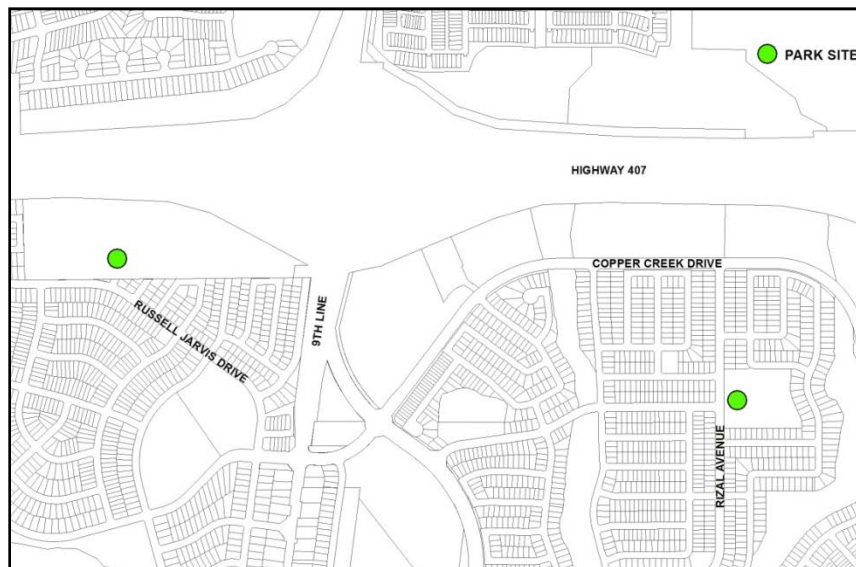 PARK SITE
HIGHWAY 407
COPPER CREEK DRIVE
RUSSELL JARVIS DRIVE
9TH LINE
RIZAL AVENUE